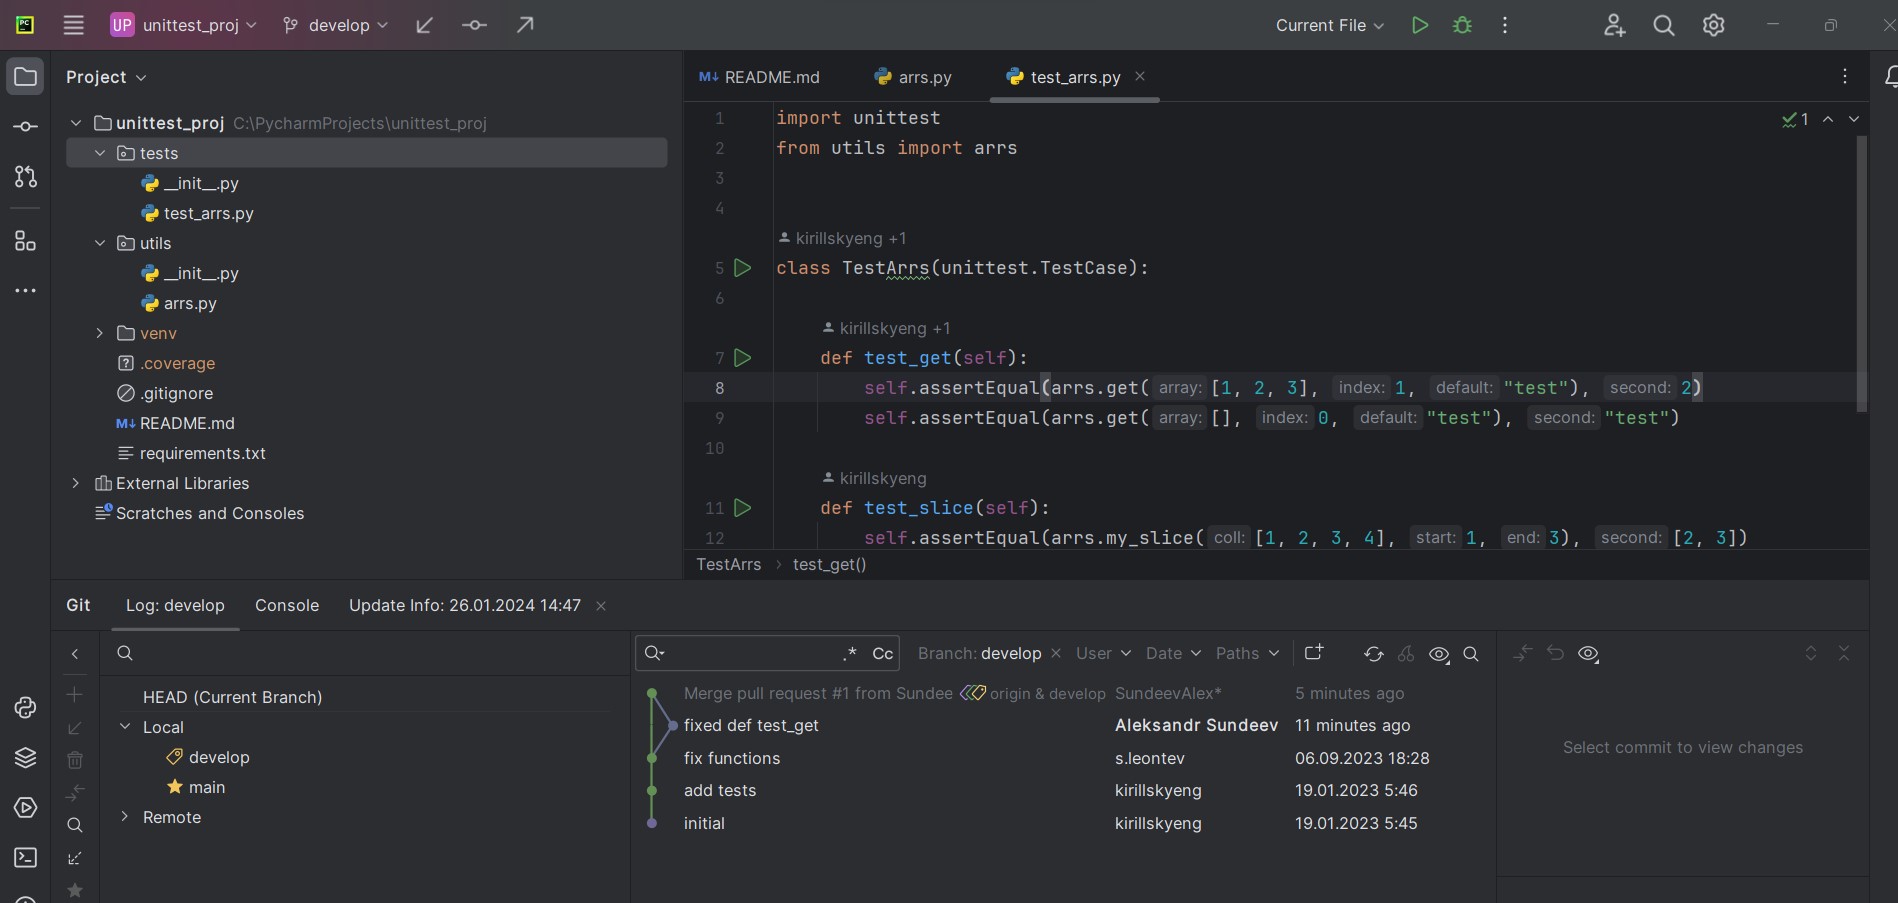 PC
UP unittest_proj develop Current File
Project
unittest_proj C:\PycharmProjects\unittest_proj
tests
__init__.py
test_arrs.py
utils
__init__.py
arrs.py
venv
.coverage
.gitignore
M↓ README.md
requirements.txt
External Libraries
Scratches and Consoles
M↓ README.md arrs.py test_arrs.py
1 import unittest
1
2 from utils import arrs
3
4
kirillskyeng +1
5 class TestArrs(unittest.TestCase):
6
kirillskyeng +1
7 def test_get(self):
8 self.assertEqual(arrs.get( array: [1, 2, 3], index: 1, default: "test"), second: 2)
9 self.assertEqual(arrs.get( array: [], index: 0, default: "test"), second: "test")
10
kirillskyeng
11 def test_slice(self):
12 self.assertEqual(arrs.my_slice( coll: [1, 2, 3, 4], start: 1, end: 3), second: [2, 3])
TestArrs › test_get()
Git Log: develop Console Update Info: 26.01.2024 14:47
HEAD (Current Branch)
Local
develop
main
Remote
.* Cc Branch: develop User Date Paths
Merge pull request #1 from Sundee origin & develop SundeevAlex* 5 minutes ago
fixed def test_get Aleksandr Sundeev 11 minutes ago
fix functions s.leontev 06.09.2023 18:28
add tests kirillskyeng 19.01.2023 5:46
initial kirillskyeng 19.01.2023 5:45
Select commit to view changes